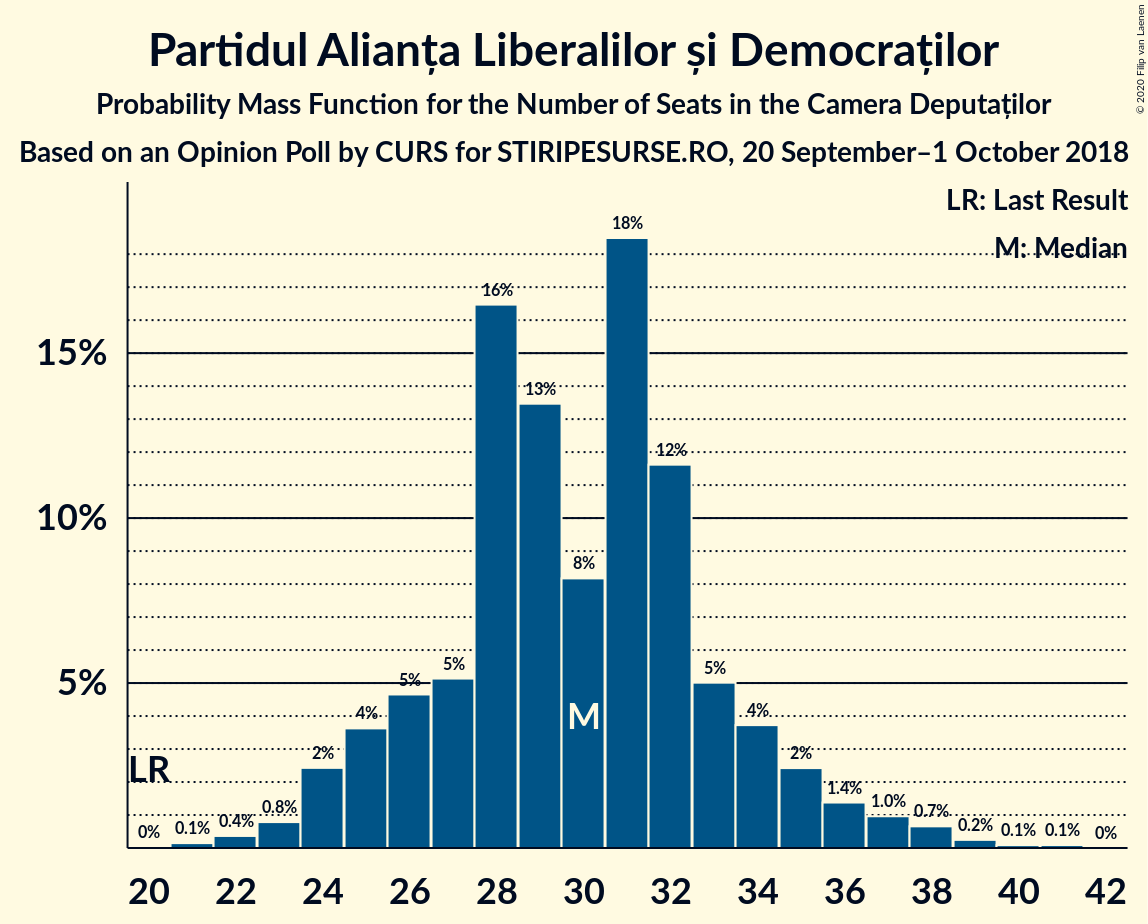 Partidul Alianța Liberalilor și Democraților
Probability Mass Function for the Number of Seats in the Camera Deputaților
Based on an Opinion Poll by CURS for STIRIPESURSE.RO, 20 September–1 October 2018
© 2020 Filip van Laenen
LR: Last Result
M: Median
15%
10%
5%
LR
M
0%
0.1%
0.4%
0.8%
2%
4%
5%
5%
16%
13%
8%
18%
12%
5%
4%
2%
1.4%
1.0%
0.7%
0.2%
0.1%
0.1%
0%
20 22 24 26 28 30 32 34 36 38 40 42